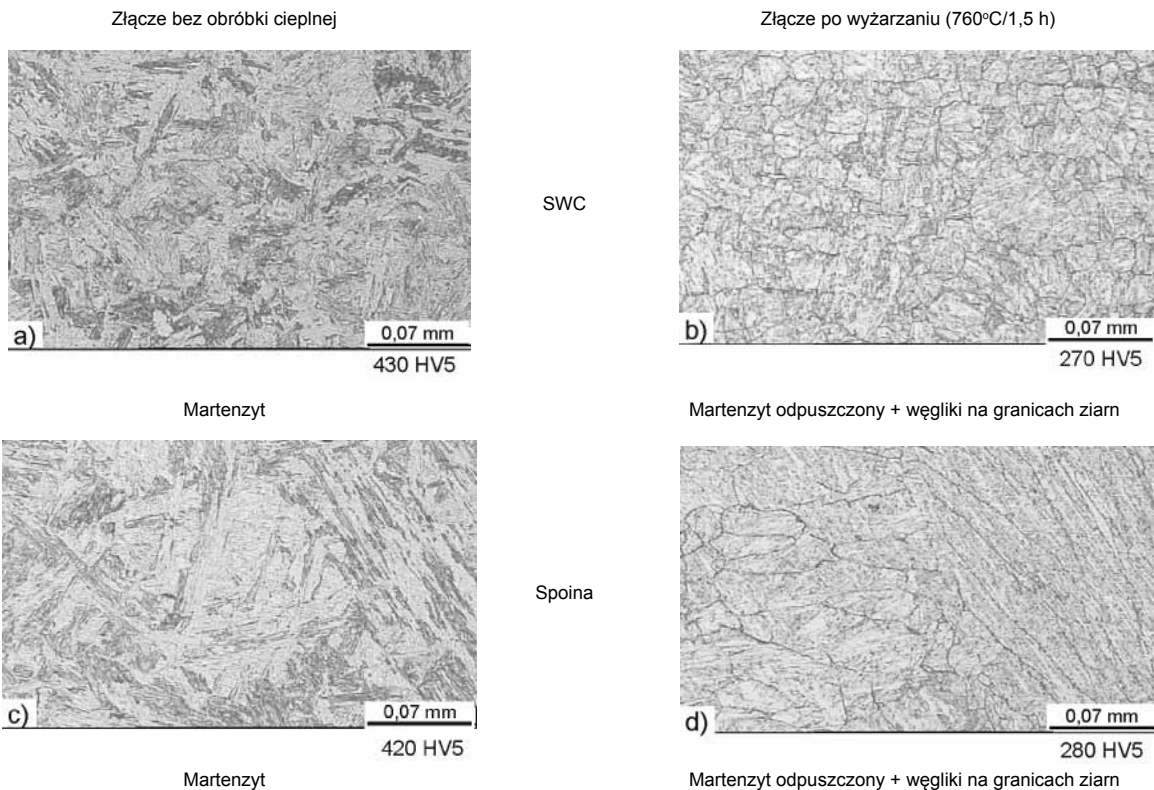 Złącze bez obróbki cieplnej
Złącze po wyżarzaniu (760°C/1,5 h)
a)
0,07 mm
430 HV5
SWC
b)
0,07 mm
270 HV5
Martenzyt
Martenzyt odpuszczony + węgliki na granicach ziarn
c)
0,07 mm
420 HV5
Spoina
d)
0,07 mm
280 HV5
Martenzyt
Martenzyt odpuszczony + węgliki na granicach ziarn